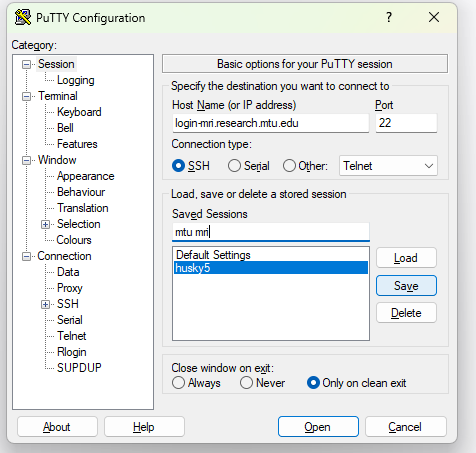 PuTTY Configuration
?
Category:
Session
Logging
Terminal
Keyboard
Bell
Features
Window
Appearance
Behaviour
Translation
Selection
Colours
Connection
Data
Proxy
SSH
Serial
Telnet
Rlogin
SUPDUP
Basic options for your PuTTY session
Specify the destination you want to connect to
Host Name (or IP address) Port
login-mri.research.mtu.edu 22
Connection type:
SSH Serial Other: Telnet
Load, save or delete a stored session
Saved Sessions
mtu mri
Default Settings
husky5
Load
Save
Delete
Close window on exit:
Always Never Only on clean exit
About Help Open Cancel